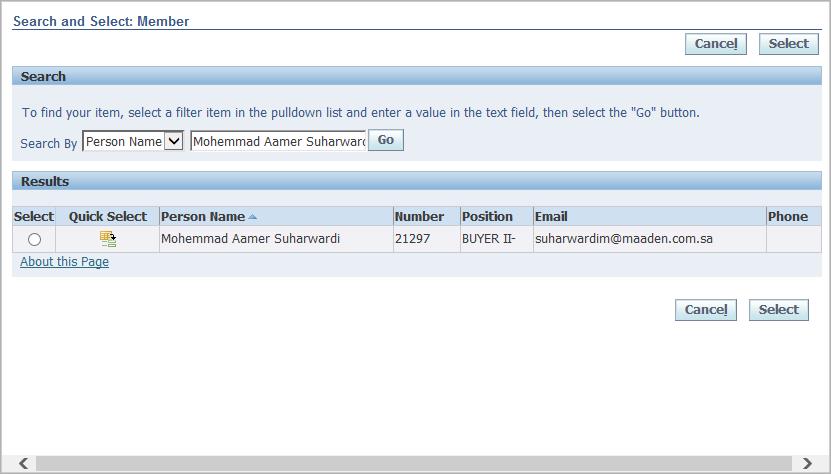 Search and Select: Member
Cancel Select
Search
To find your item, select a filter item in the pulldown list and enter a value in the text field, then select the "Go" button.
Search By Person Name Mohemmad Aamer Suharward Go
Results
Select Quick Select Person Name Number Position Email Phone
Mohemmad Aamer Suharwardi 21297 BUYER II- suharwardim@maaden.com.sa
About this Page
Cancel Select